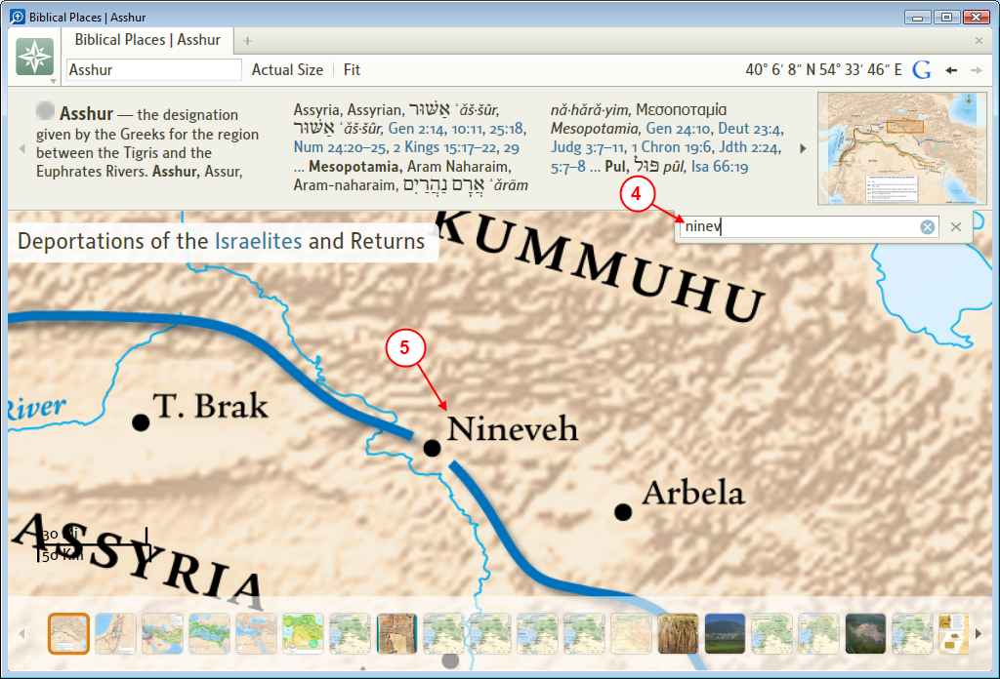 Biblical Places | Asshur
Biblical Places | Asshur
Asshur
Actual Size
Fit
40° 6′ 8″ N 54° 33′ 46″ E
G
Asshur — the designation
given by the Greeks for the region
between the Tigris and the
Euphrates Rivers. Asshur, Assur,
Assyria, Assyrian, אַשּׁוּר ʾǎš·šûr,
אַשּׁוּר ʾǎš·šûr, Gen 2:14, 10:11, 25:18,
Num 24:20–25, 2 Kings 15:17–22, 29
... Mesopotamia, Aram Naharaim,
Aram-naharaim, אֲרַם נַהֲרַיִם ʾǎrǎm
nǎ·hǎrǎ·yim, Μεσοποταμία
Mesopotamia, Gen 24:10, Deut 23:4,
Judg 3:7–11, 1 Chron 19:6, Jdth 2:24,
5:7–8 ... Pul, פּוּל pûl, Isa 66:19
4
ninev
Deportations of the Israelites and Returns
KUMMUHU
5
River
T. Brak
Nineveh
Arbela
ASSYRIA
30 Mi
50 Km